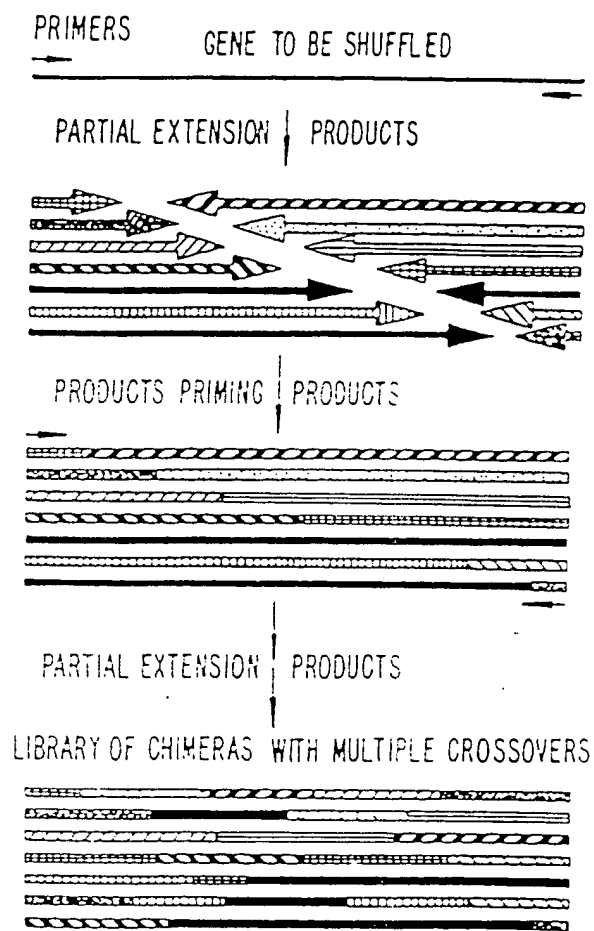 PRIMERS
GENE TO BE SHUFFLED
PARTIAL EXTENSION PRODUCTS
PRODUCTS PRIMING PRODUCTS
PARTIAL EXTENSION PRODUCTS
LIBRARY OF CHIMERAS WITH MULTIPLE CROSSOVERS